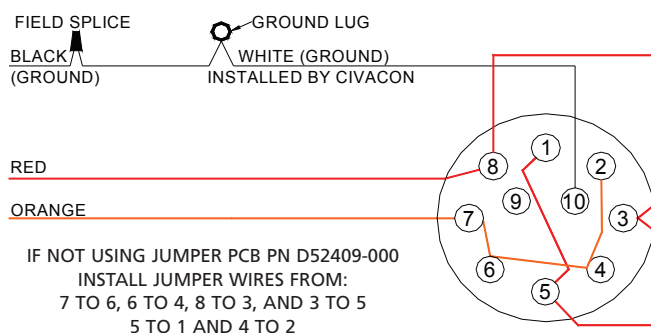 FIELD SPLICE
GROUND LUG
BLACK
(GROUND)
WHITE (GROUND)
INSTALLED BY CIVACON
RED
ORANGE
1
2
8
9
10
7
3
6
4
5
IF NOT USING JUMPER PCB PN D52409-000
INSTALL JUMPER WIRES FROM:
7 TO 6, 6 TO 4, 8 TO 3, AND 3 TO 5
5 TO 1 AND 4 TO 2